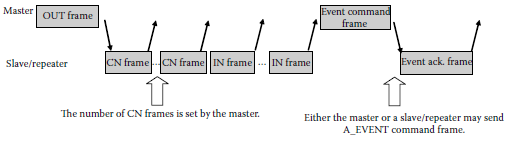 Master
OUT frame
Event command
frame
Slave/repeater
CN frame
...
CN frame
IN frame
...
IN frame
Event ack. frame
The number of CN frames is set by the master.
Either the master or a slave/repeater may send
A_EVENT command frame.